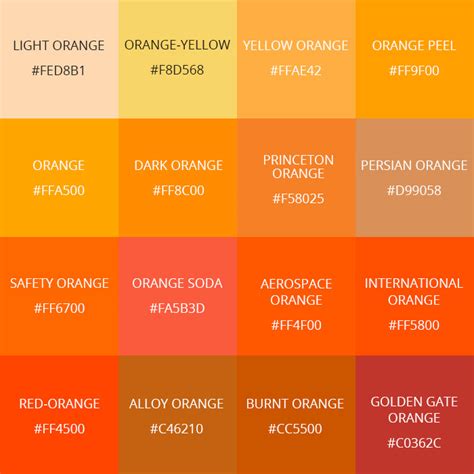 LIGHT ORANGE
#FED8B1
ORANGE-YELLOW
#F8D568
YELLOW ORANGE
#FFAE42
ORANGE PEEL
#FF9F00
ORANGE
#FFA500
DARK ORANGE
#FF8C00
PRINCETON
ORANGE
#F58025
PERSIAN ORANGE
#D99058
SAFETY ORANGE
#FF6700
ORANGE SODA
#FA5B3D
AEROSPACE
ORANGE
#FF4F00
INTERNATIONAL
ORANGE
#FF5800
RED-ORANGE
#FF4500
ALLOY ORANGE
#C46210
BURNT ORANGE
#CC5500
GOLDEN GATE
ORANGE
#C0362C